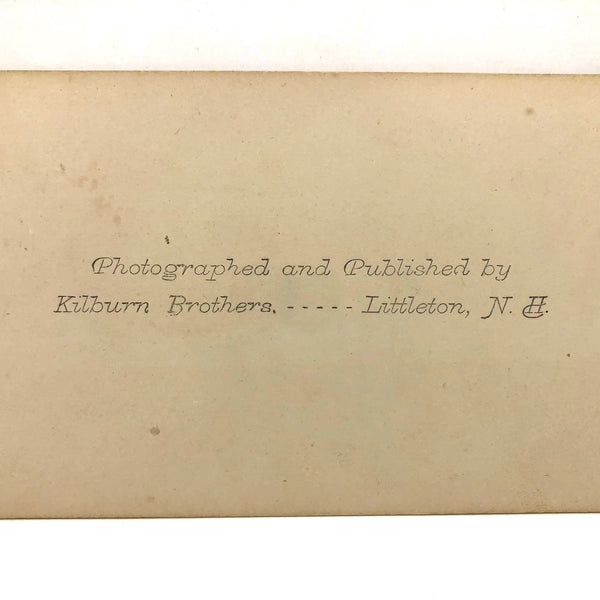 Photographed and Published by
Kilburn Brothers. ----- Littleton, N. H.